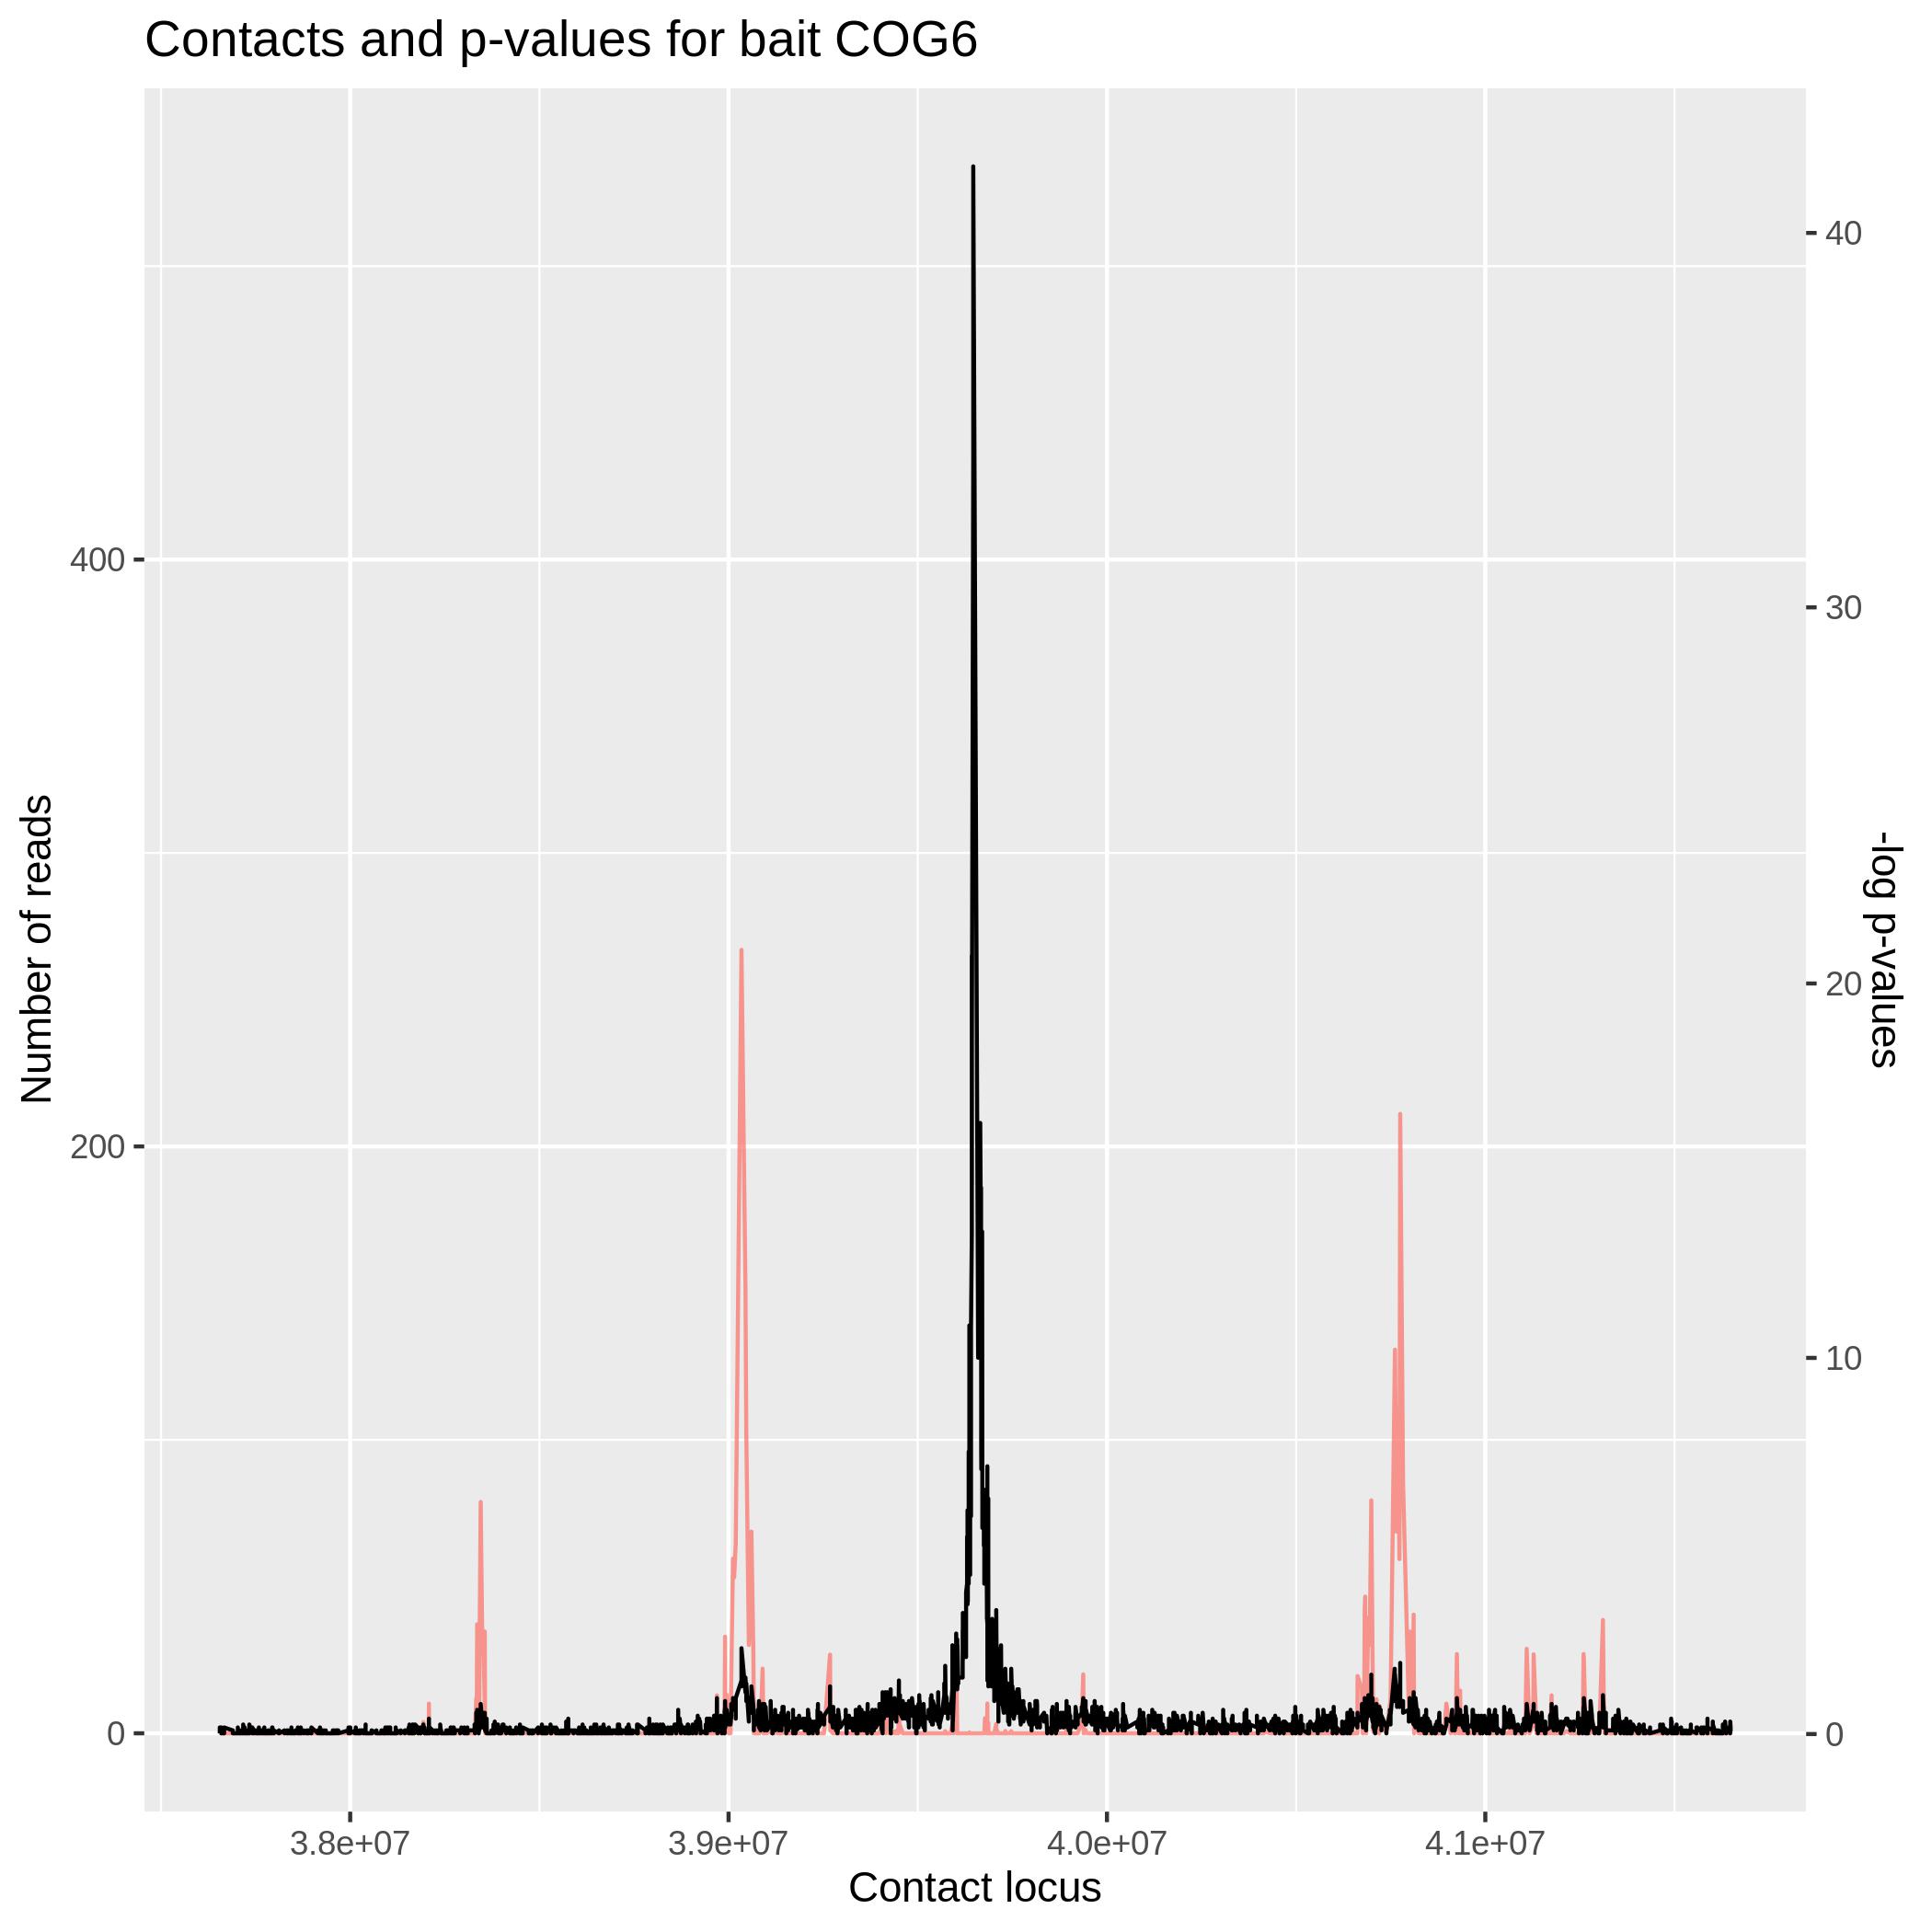 Contacts and p-values for bait COG6
40
400
30
Number of reads
-log p-values
20
200
10
0
0
3.8e+07
3.9e+07
4.0e+07
4.1e+07
Contact locus